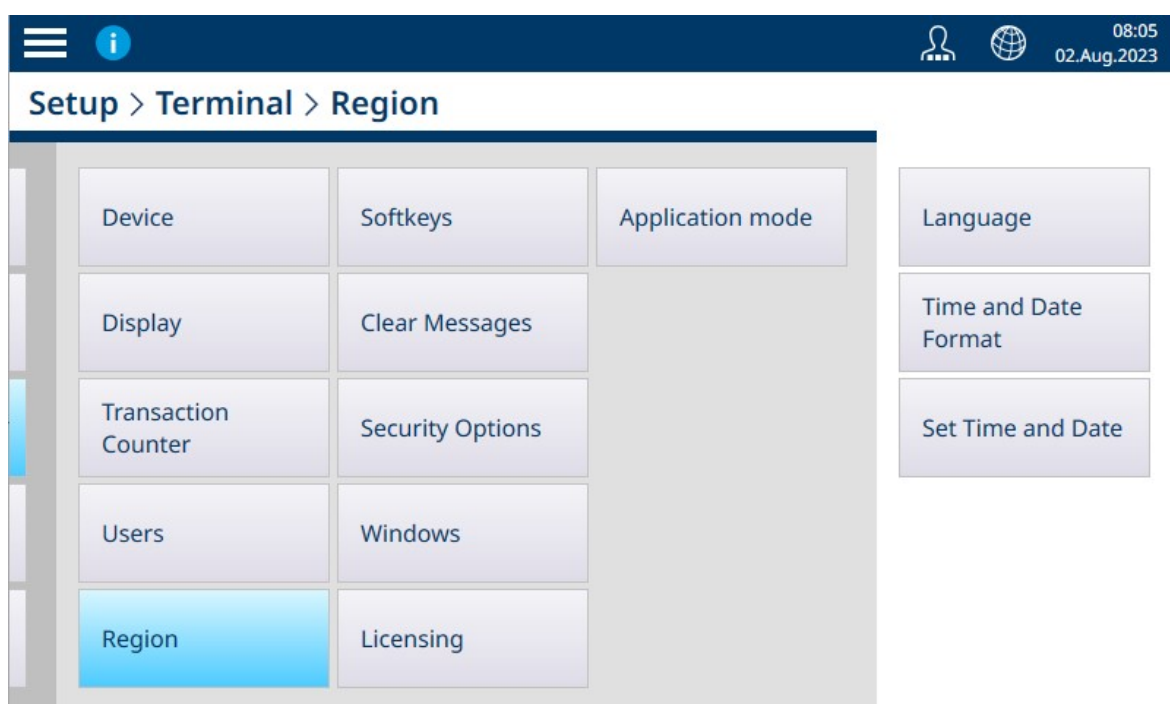 i
08:05
02.Aug.2023
Setup > Terminal > Region
Device
Softkeys
Application mode
Language
Display
Clear Messages
Time and Date
Format
Transaction
Counter
Security Options
Set Time and Date
Users
Windows
Region
Licensing